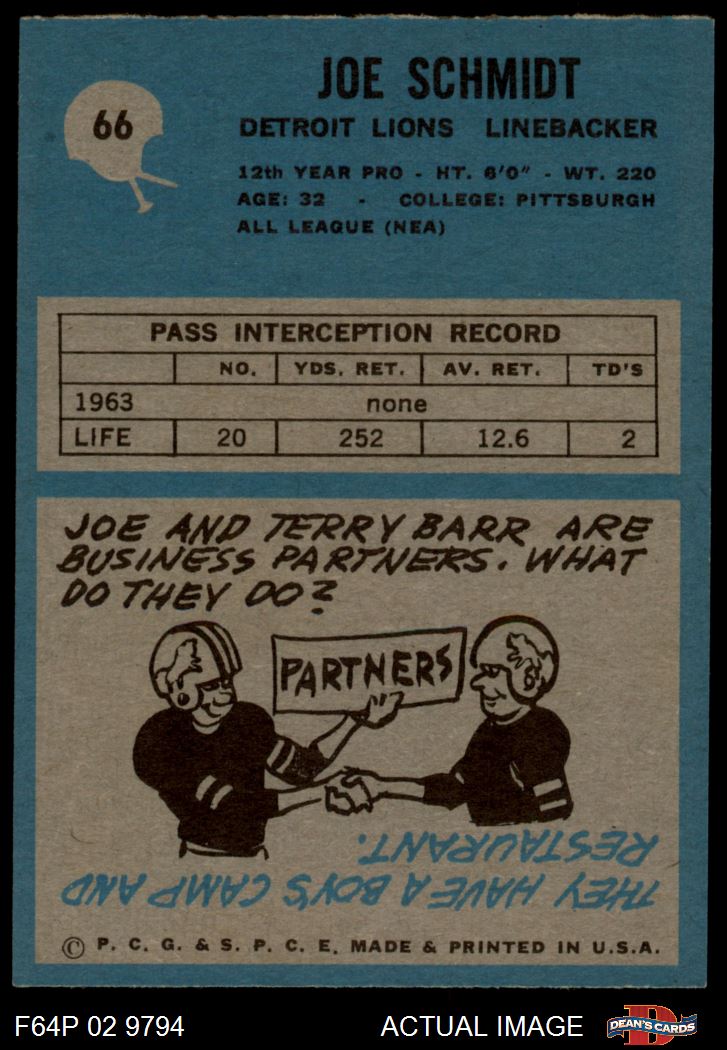 66
JOE SCHMIDT
DETROIT LIONS LINEBACKER
12th YEAR PRO - HT. 6'0" - WT. 220
AGE: 32 - COLLEGE: PITTSBURGH
ALL LEAGUE (NEA)
PASS INTERCEPTION RECORD
NO. YDS. RET. AV. RET. TD'S
1963 none
LIFE 20 252 12.6 2
JOE AND TERRY BARR ARE
BUSINESS PARTNERS. WHAT
DO THEY DO?
PARTNERS
THEY HAVE A BOY'S CAMP AND
RESTAURANT.
© P. C. G. & S. P. C. E. MADE & PRINTED IN U.S.A.
F64P 02 9794
ACTUAL IMAGE
D
DEAN'S CARDS